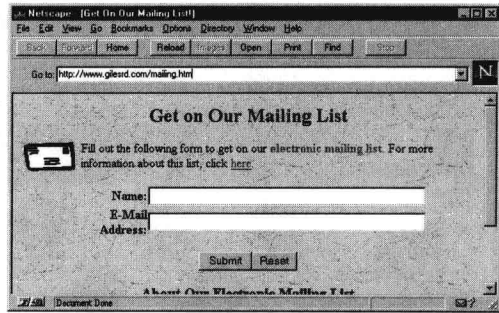 Netscape - [Get On Our Mailing List!]
File Edit View Go Bookmarks Options Directory Window Help
Back Forward Home Reload Images Open Print Find Stop
Go to: http://www.gilesrd.com/mailing.htm
N
Get on Our Mailing List
Fill out the following form to get on our electronic mailing list. For more
information about this list, click here.
Name:
E-Mail
Address:
Submit Reset
About Our Electronic Mailing List
Document Done